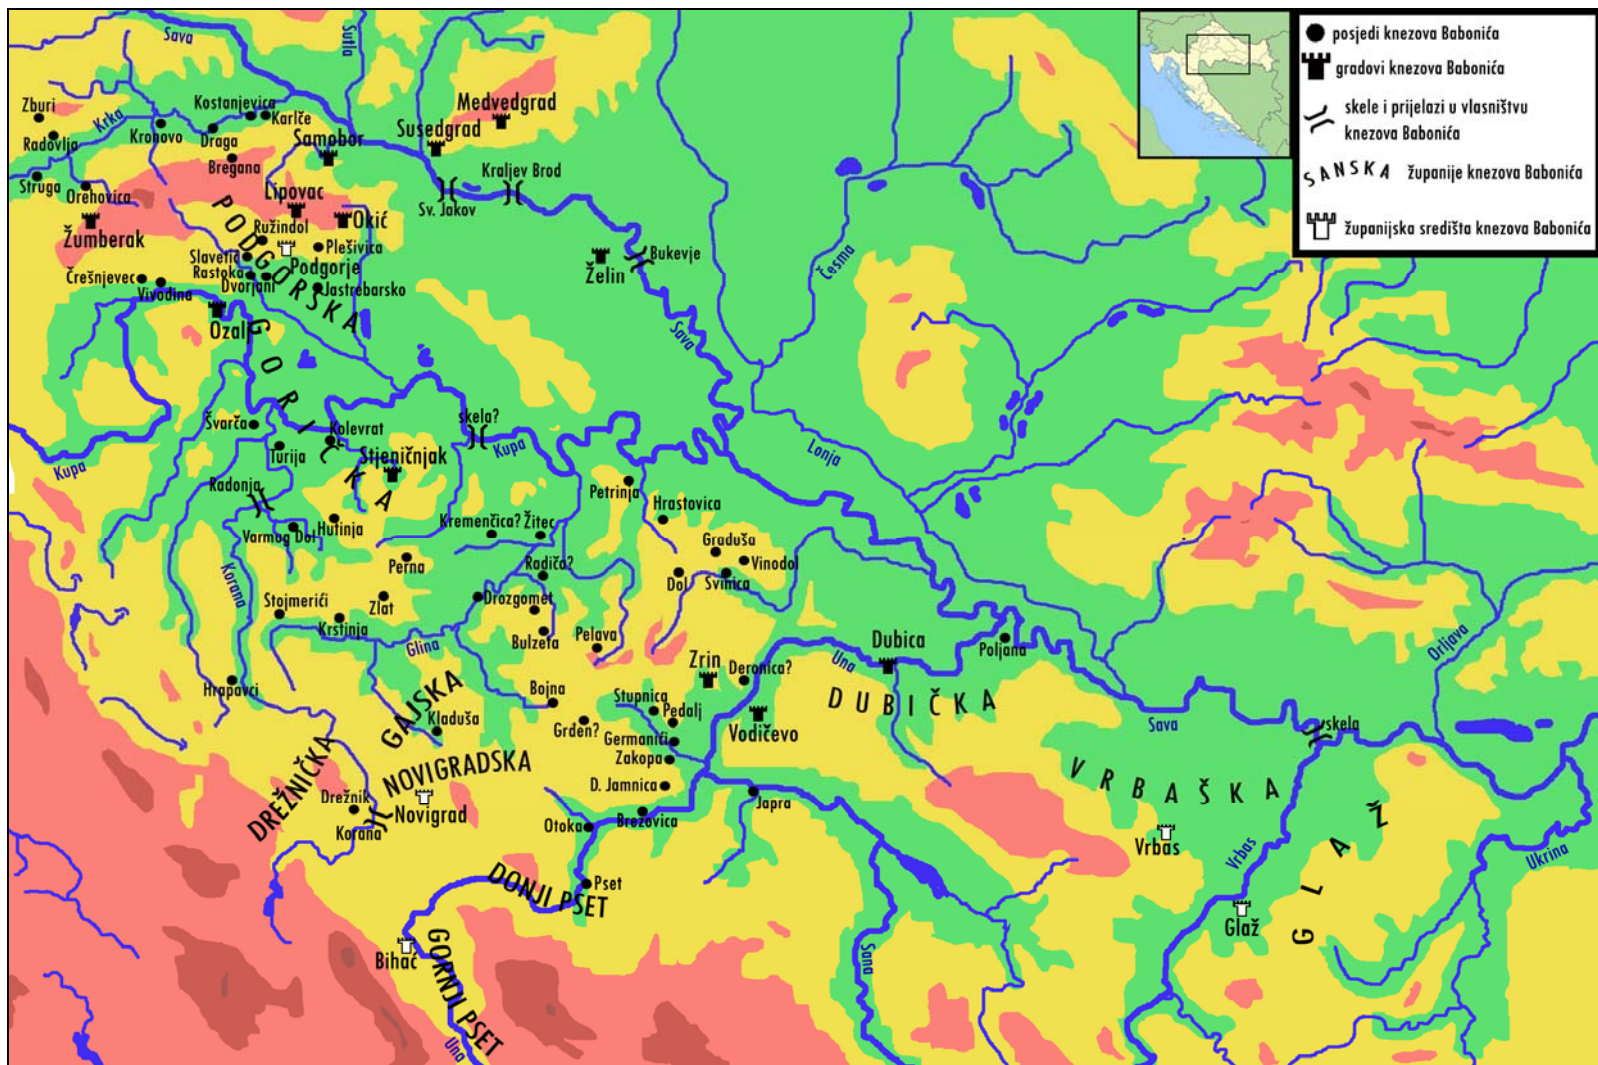 posjedi knezova Babonića
gradovi knezova Babonića
skele i prijelazi u vlasništvu
knezova Babonića
SANSKA
županije knezova Babonića
županijska središta knezova Babonića
Sava
Sutla
Zburi
Krka
Kostanjevica
Karlče
Radovlja
Kronovo
Draga
Bregana
Samobor
Susedgrad
Medvedgrad
Struga
Orehovica
Lipovac
Kraljev Brod
Sv. Jakov
Žumberak
PODGORSKA
Okić
Ružindol
Plešivica
Slavetić
Podgorje
Rastoka
Dvorjani
Jastrebarsko
Črešnjevec
Vivodina
Ozalj
Želin
Bukevje
Česma
Sava
GORIČKA
Švarča
Kolevrat
skela?
Kupa
Kupa
Turija
Stjeničnjak
Lonja
Radonja
Petrinja
Hrastovica
Varmug Dol
Hutinja
Kremenčica?
Žitec
Graduša
Vinodol
Perna
Radiča?
Dol
Svinica
Korana
Stojmerići
Zlat
Drozgomet
Krstinja
Bulzeta
Pelava
Glina
Dubica
Poljana
Orljava
Zrin
Deronica?
Una
Hrapavci
Bojna
Stupnica
Pedalj
DUBIČKA
GAJSKA
Kladuša
Grđen?
Germanići
Vodičevo
Sava
skela
Zakopa
DREŽNIČKA
NOVIGRADSKA
D. Jamnica
VRBAŠKA
Drežnik
Novigrad
Japra
Korana
Otoka
Brezovica
Vrbas
Vrbas
GLAŽ
Ukrina
Pset
DONJI PSET
Glaž
Bihać
GORNJI PSET
Sana
Una